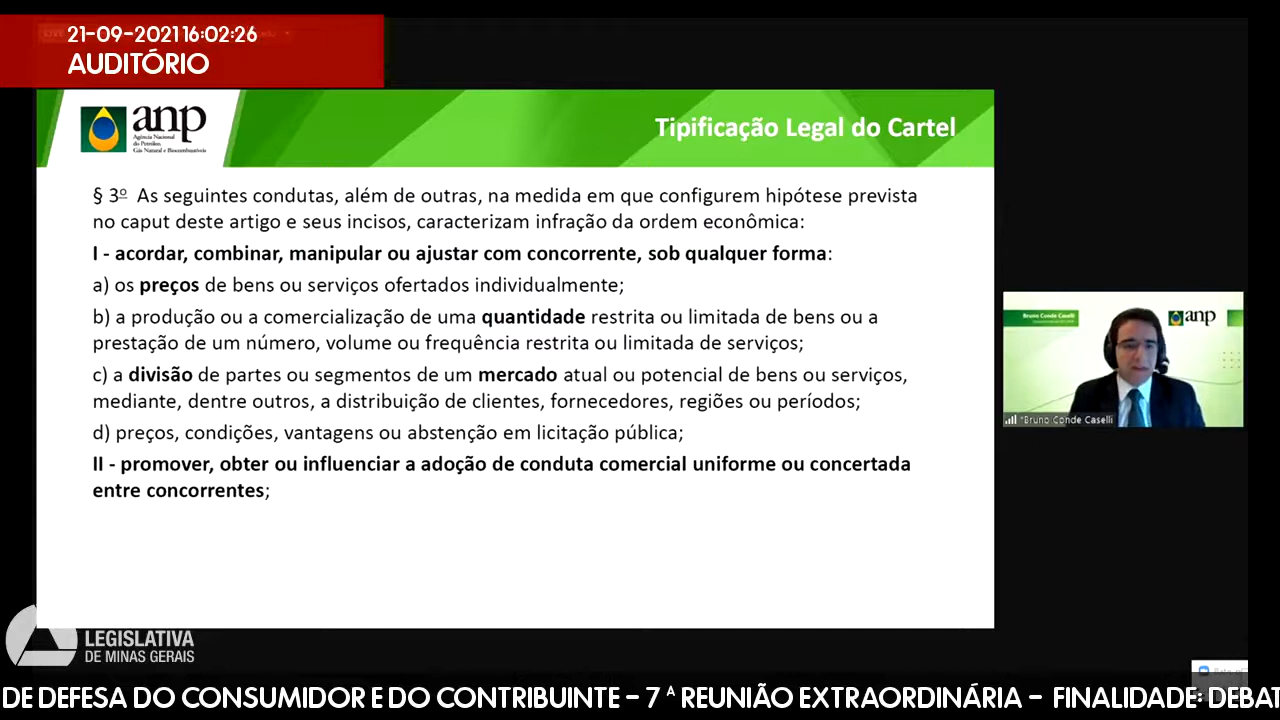 21-09-2021 16:02:26
AUDITÓRIO
anp
Agência Nacional
do Petróleo,
Gás Natural e Biocombustíveis
Tipificação Legal do Cartel
§ 3º As seguintes condutas, além de outras, na medida em que configurem hipótese prevista
no caput deste artigo e seus incisos, caracterizam infração da ordem econômica:
I - acordar, combinar, manipular ou ajustar com concorrente, sob qualquer forma:
a) os preços de bens ou serviços ofertados individualmente;
b) a produção ou a comercialização de uma quantidade restrita ou limitada de bens ou a
prestação de um número, volume ou frequência restrita ou limitada de serviços;
c) a divisão de partes ou segmentos de um mercado atual ou potencial de bens ou serviços,
mediante, dentre outros, a distribuição de clientes, fornecedores, regiões ou períodos;
d) preços, condições, vantagens ou abstenção em licitação pública;
II - promover, obter ou influenciar a adoção de conduta comercial uniforme ou concertada
entre concorrentes;
Bruno Conde Caselli
anp
*Bruno Conde Caselli
LEGISLATIVA
DE MINAS GERAIS
DE DEFESA DO CONSUMIDOR E DO CONTRIBUINTE - 7 ª REUNIÃO EXTRAORDINÁRIA - FINALIDADE: DEBAT